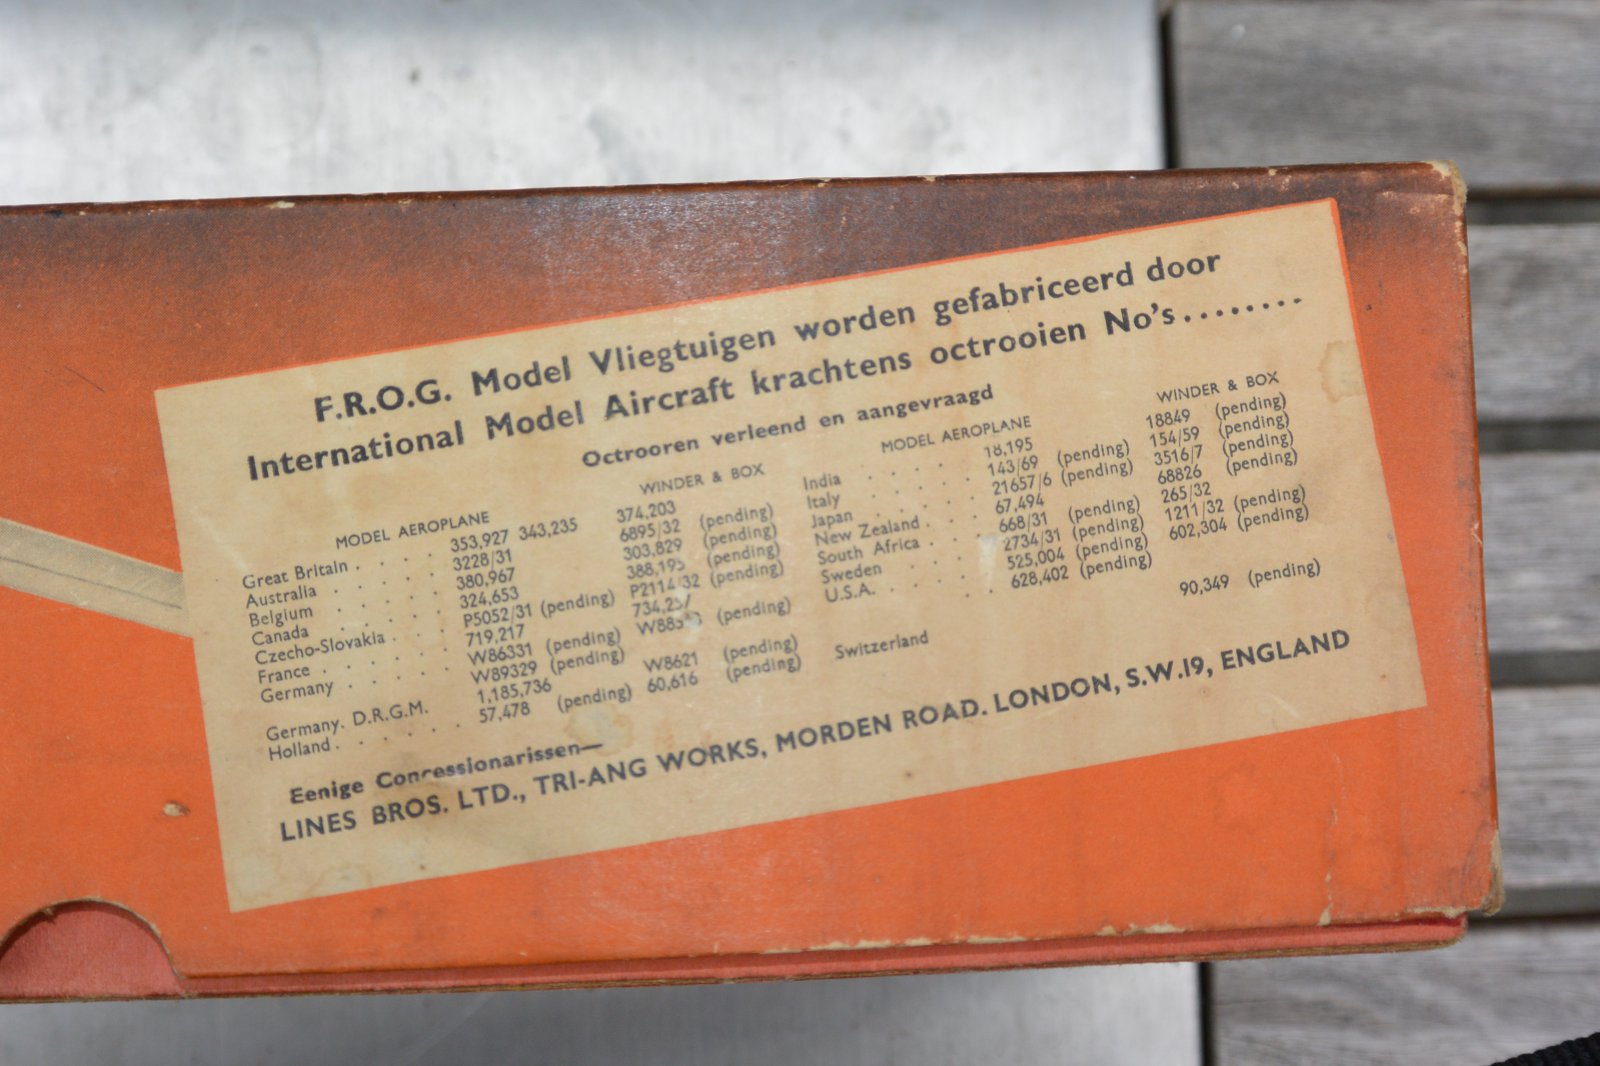 F.R.O.G. Model Vliegtuigen worden gefabriceerd door
International Model Aircraft krachtens octrooien No's........
Octrooren verleend en aangevraagd
MODEL AEROPLANE WINDER & BOX
Great Britain . . . . 353,927 343,235 374,203
Australia . . . . . 3228/31 6895/32 (pending)
Belgium . . . . . 380,967 303,829 (pending)
Canada . . . . . 324,653 388,195 (pending)
Czecho-Slovakia . . . P5052/31 (pending) P2114/32 (pending)
France . . . . . . 719,217
Germany . . . . . W86331 (pending) (pending)
W89329 (pending)
Germany. D.R.G.M. 1,185,736 W8621 (pending)
Holland . . . . . . 57,478 (pending) 60,616 (pending)
MODEL AEROPLANE WINDER & BOX
India . . . . 18,195 18849 (pending)
Italy . . . . 143/69 (pending) 154/59 (pending)
Japan . . . . 21657/6 (pending) 3516/7 (pending)
New Zealand . . . 67,494 68826 (pending)
South Africa . . . 668/31 (pending) 265/32
Sweden . . . . 2734/31 (pending) 1211/32 (pending)
U.S.A. . . . . 525,004 (pending) 602,304 (pending)
. . 628,402 (pending)
Switzerland 90,349 (pending)
Eenige Concessionarissen—
LINES BROS. LTD., TRI-ANG WORKS, MORDEN ROAD. LONDON, S.W.19, ENGLAND